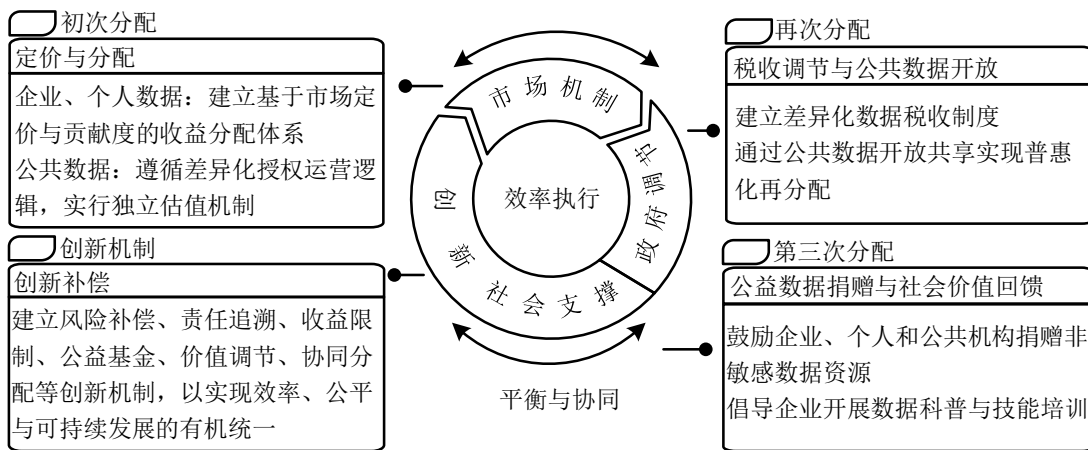 初次分配
定价与分配
企业、个人数据：建立基于市场定
价与贡献度的收益分配体系
公共数据：遵循差异化授权运营逻
辑，实行独立估值机制
创新机制
创新补偿
建立风险补偿、责任追溯、收益限
制、公益基金、价值调节、协同分
配等创新机制，以实现效率、公平
与可持续发展的有机统一
市场机制
政府调节
创新社会支撑
效率执行
平衡与协同
再次分配
税收调节与公共数据开放
建立差异化数据税收制度
通过公共数据开放共享实现普惠
化再分配
第三次分配
公益数据捐赠与社会价值回馈
鼓励企业、个人和公共机构捐赠非
敏感数据资源
倡导企业开展数据科普与技能培训